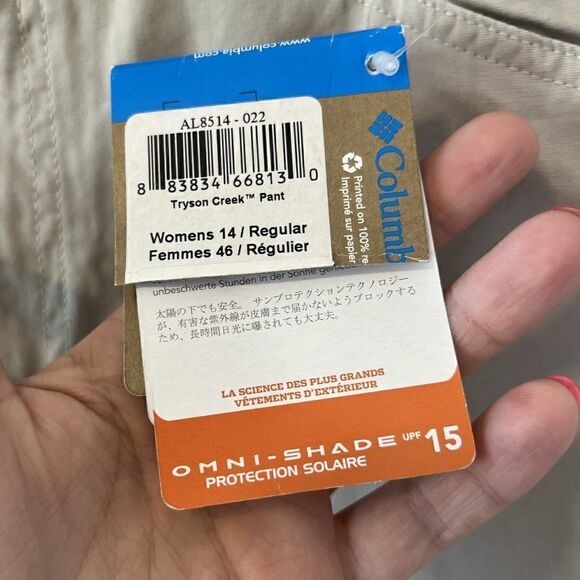 www.columbia.com
AL8514 - 022
8 83834 66813 0
Tryson Creek™ Pant
Womens 14 / Regular
Femmes 46 / Régulier
Columb
Printed on 100% re
Imprimé sur papier
unbeschwerte Stunden in der Sonne
太陽の下でも安全。 サンプロテクションテクノロジー
が、有害な紫外線が皮膚まで届かないようブロックする
ため、長時間日光に曝されても大丈夫。
LA SCIENCE DES PLUS GRANDS
VÊTEMENTS D'EXTÉRIEUR
OMNI-SHADE UPF 15
PROTECTION SOLAIRE